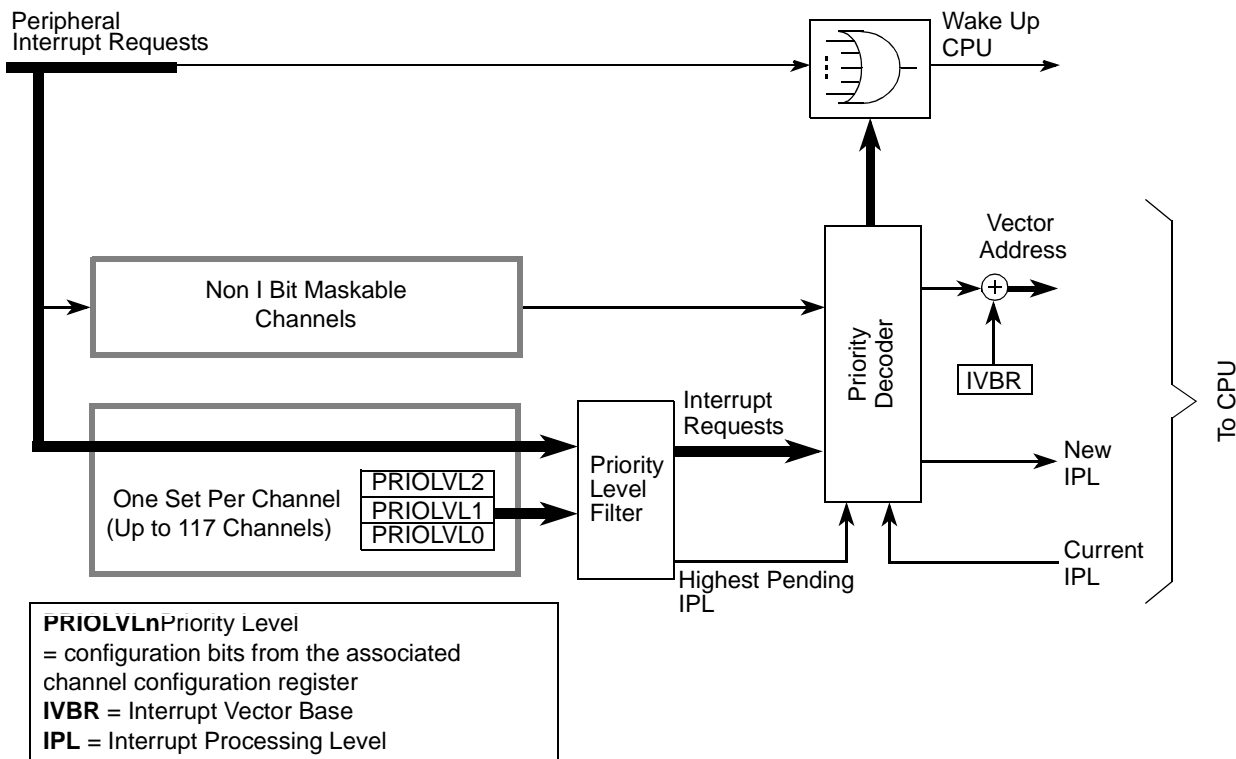 Peripheral
Interrupt Requests
Wake Up
CPU
Vector
Address
Non I Bit Maskable
Channels
Priority
Decoder
IVBR
To CPU
Interrupt
Requests
Priority
Level
Filter
PRIOLVL2
PRIOLVL1
PRIOLVL0
One Set Per Channel
(Up to 117 Channels)
New
IPL
Current
IPL
Highest Pending
IPL
PRIOLVLnPriority Level
= configuration bits from the associated
channel configuration register
IVBR = Interrupt Vector Base
IPL = Interrupt Processing Level